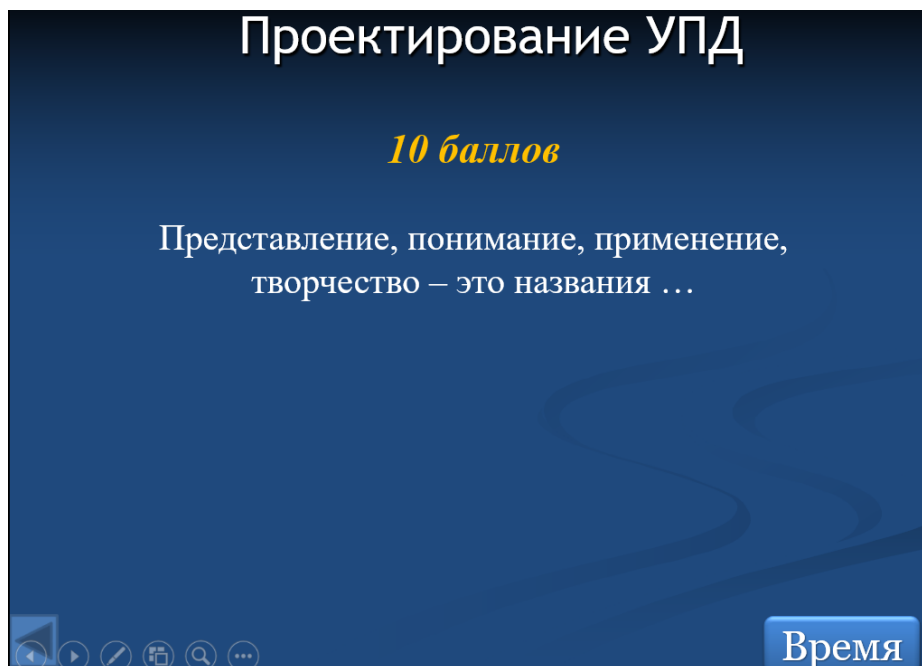 Проектирование УПД
10 баллов
Представление, понимание, применение,
творчество – это названия …
Время